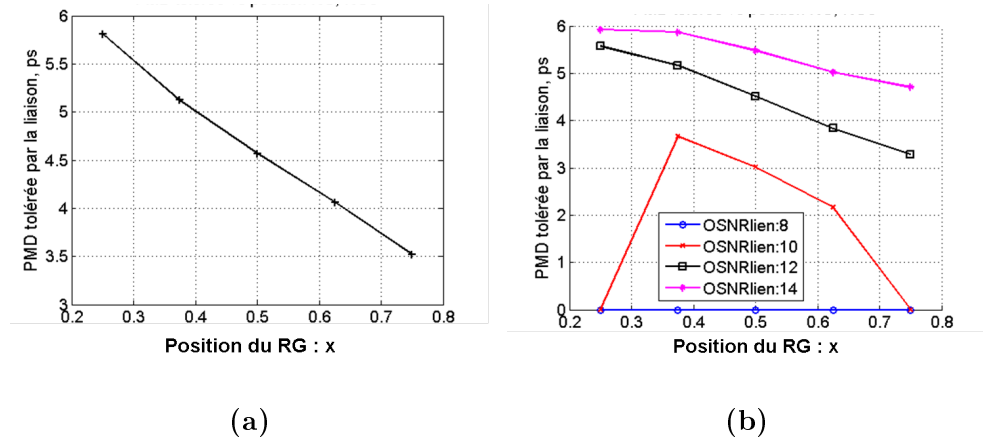 PMD tolérée par la liaison, ps
6
5.5
5
4.5
4
3.5
3
0.2 0.3 0.4 0.5 0.6 0.7 0.8
Position du RG : x
(a)
PMD tolérée par la liaison, ps
6
5
4
3
2
1
0
OSNRlien:8
OSNRlien:10
OSNRlien:12
OSNRlien:14
0.2 0.3 0.4 0.5 0.6 0.7 0.8
Position du RG : x
(b)